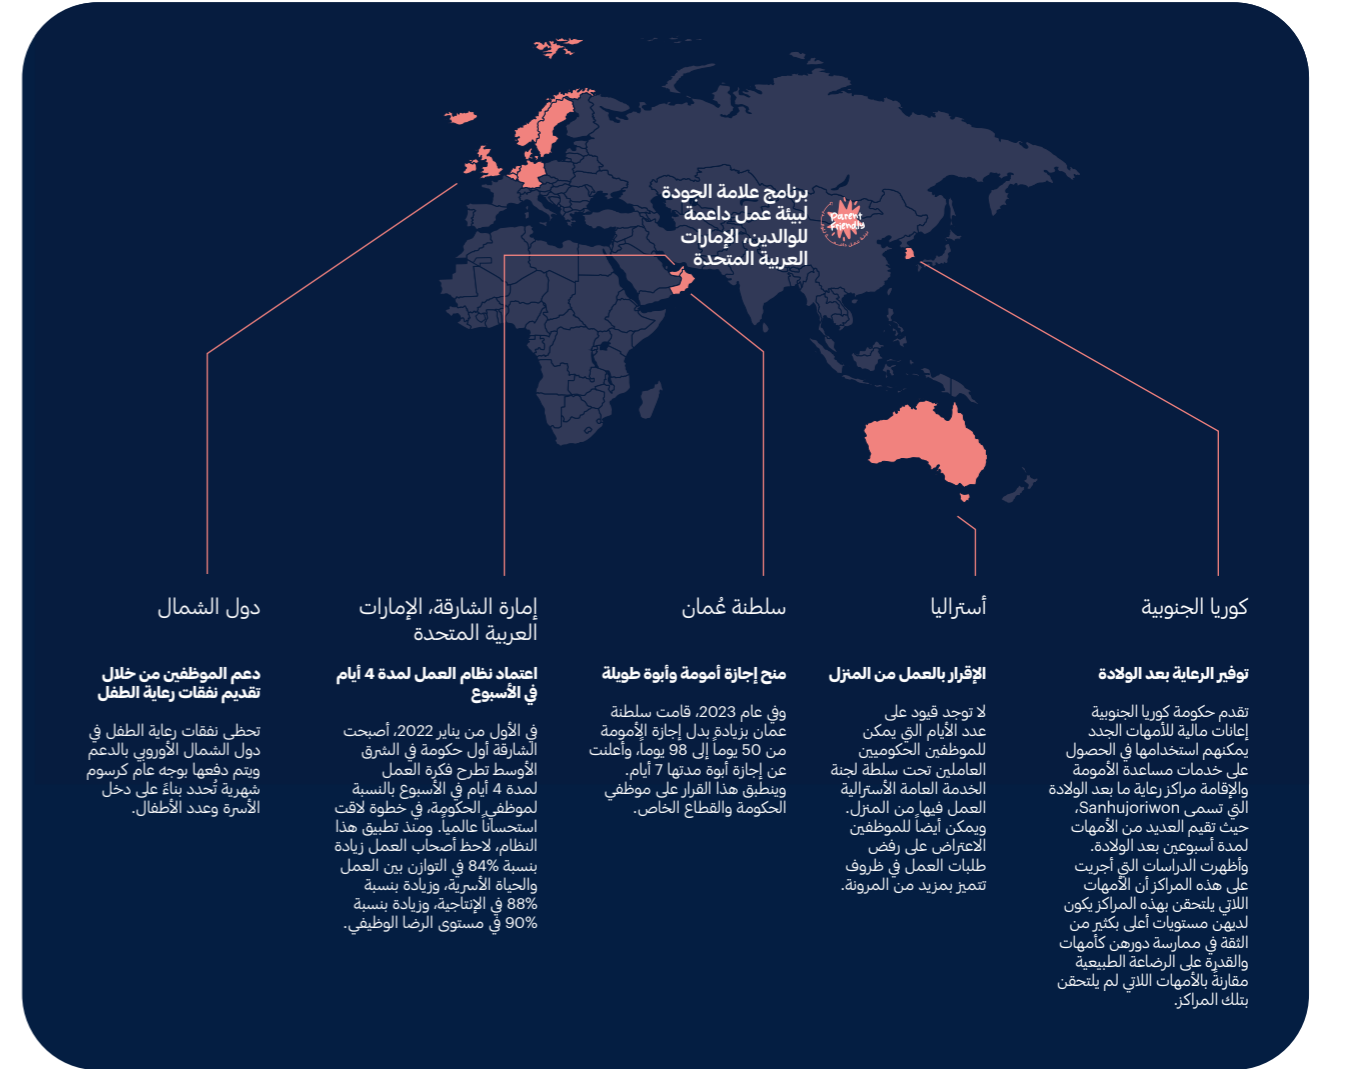 برنامج علامة الجودة
لبيئة عمل داعمة
للوالدين، الإمارات
العربية المتحدة
Parent
Friendly
كوريا الجنوبية
توفير الرعاية بعد الولادة
تقدم حكومة كوريا الجنوبية
إعانات مالية للأمهات الجدد
يمكنهم استخدامها في الحصول
على خدمات مساعدة الأمومة
والإقامة مراكز رعاية ما بعد الولادة
التي تسمى Sanhujoriwon،
حيث تقيم العديد من الأمهات
لمدة أسبوعين بعد الولادة.
وأظهرت الدراسات التي أجريت
على هذه المراكز أن الأمهات
اللاتي يلتحقن بهذه المراكز يكون
لديهن مستويات أعلى بكثير من
الثقة في ممارسة دورهن كأمهات
والقدرة على الرضاعة الطبيعية
مقارنةً بالأمهات اللاتي لم يلتحقن
بتلك المراكز.
أستراليا
الإقرار بالعمل من المنزل
لا توجد قيود على
عدد الأيام التي يمكن
للموظفين الحكوميين
العاملين تحت سلطة لجنة
الخدمة العامة الأسترالية
العمل فيها من المنزل.
ويمكن أيضاً للموظفين
الاعتراض على رفض
طلبات العمل في ظروف
تتميز بمزيد من المرونة.
سلطنة عُمان
منح إجازة أمومة وأبوة طويلة
وفي عام 2023، قامت سلطنة
عمان بزيادة بدل إجازة الأمومة
من 50 يوماً إلى 98 يوماً، وأعلنت
عن إجازة أبوة مدتها 7 أيام.
وينطبق هذا القرار على موظفي
الحكومة والقطاع الخاص.
إمارة الشارقة، الإمارات
العربية المتحدة
اعتماد نظام العمل لمدة 4 أيام
في الأسبوع
في الأول من يناير 2022، أصبحت
الشارقة أول حكومة في الشرق
الأوسط تطرح فكرة العمل
لمدة 4 أيام في الأسبوع بالنسبة
لموظفي الحكومة، في خطوة لاقت
استحساناً عالمياً. ومنذ تطبيق هذا
النظام، لاحظ أصحاب العمل زيادة
بنسبة 84% في التوازن بين العمل
والحياة الأسرية، وزيادة بنسبة
88% في الإنتاجية، وزيادة بنسبة
90% في مستوى الرضا الوظيفي.
دول الشمال
دعم الموظفين من خلال
تقديم نفقات رعاية الطفل
تحظى نفقات رعاية الطفل في
دول الشمال الأوروبي بالدعم
ويتم دفعها بوجه عام كرسوم
شهرية تُحدد بناءً على دخل
الأسرة وعدد الأطفال.